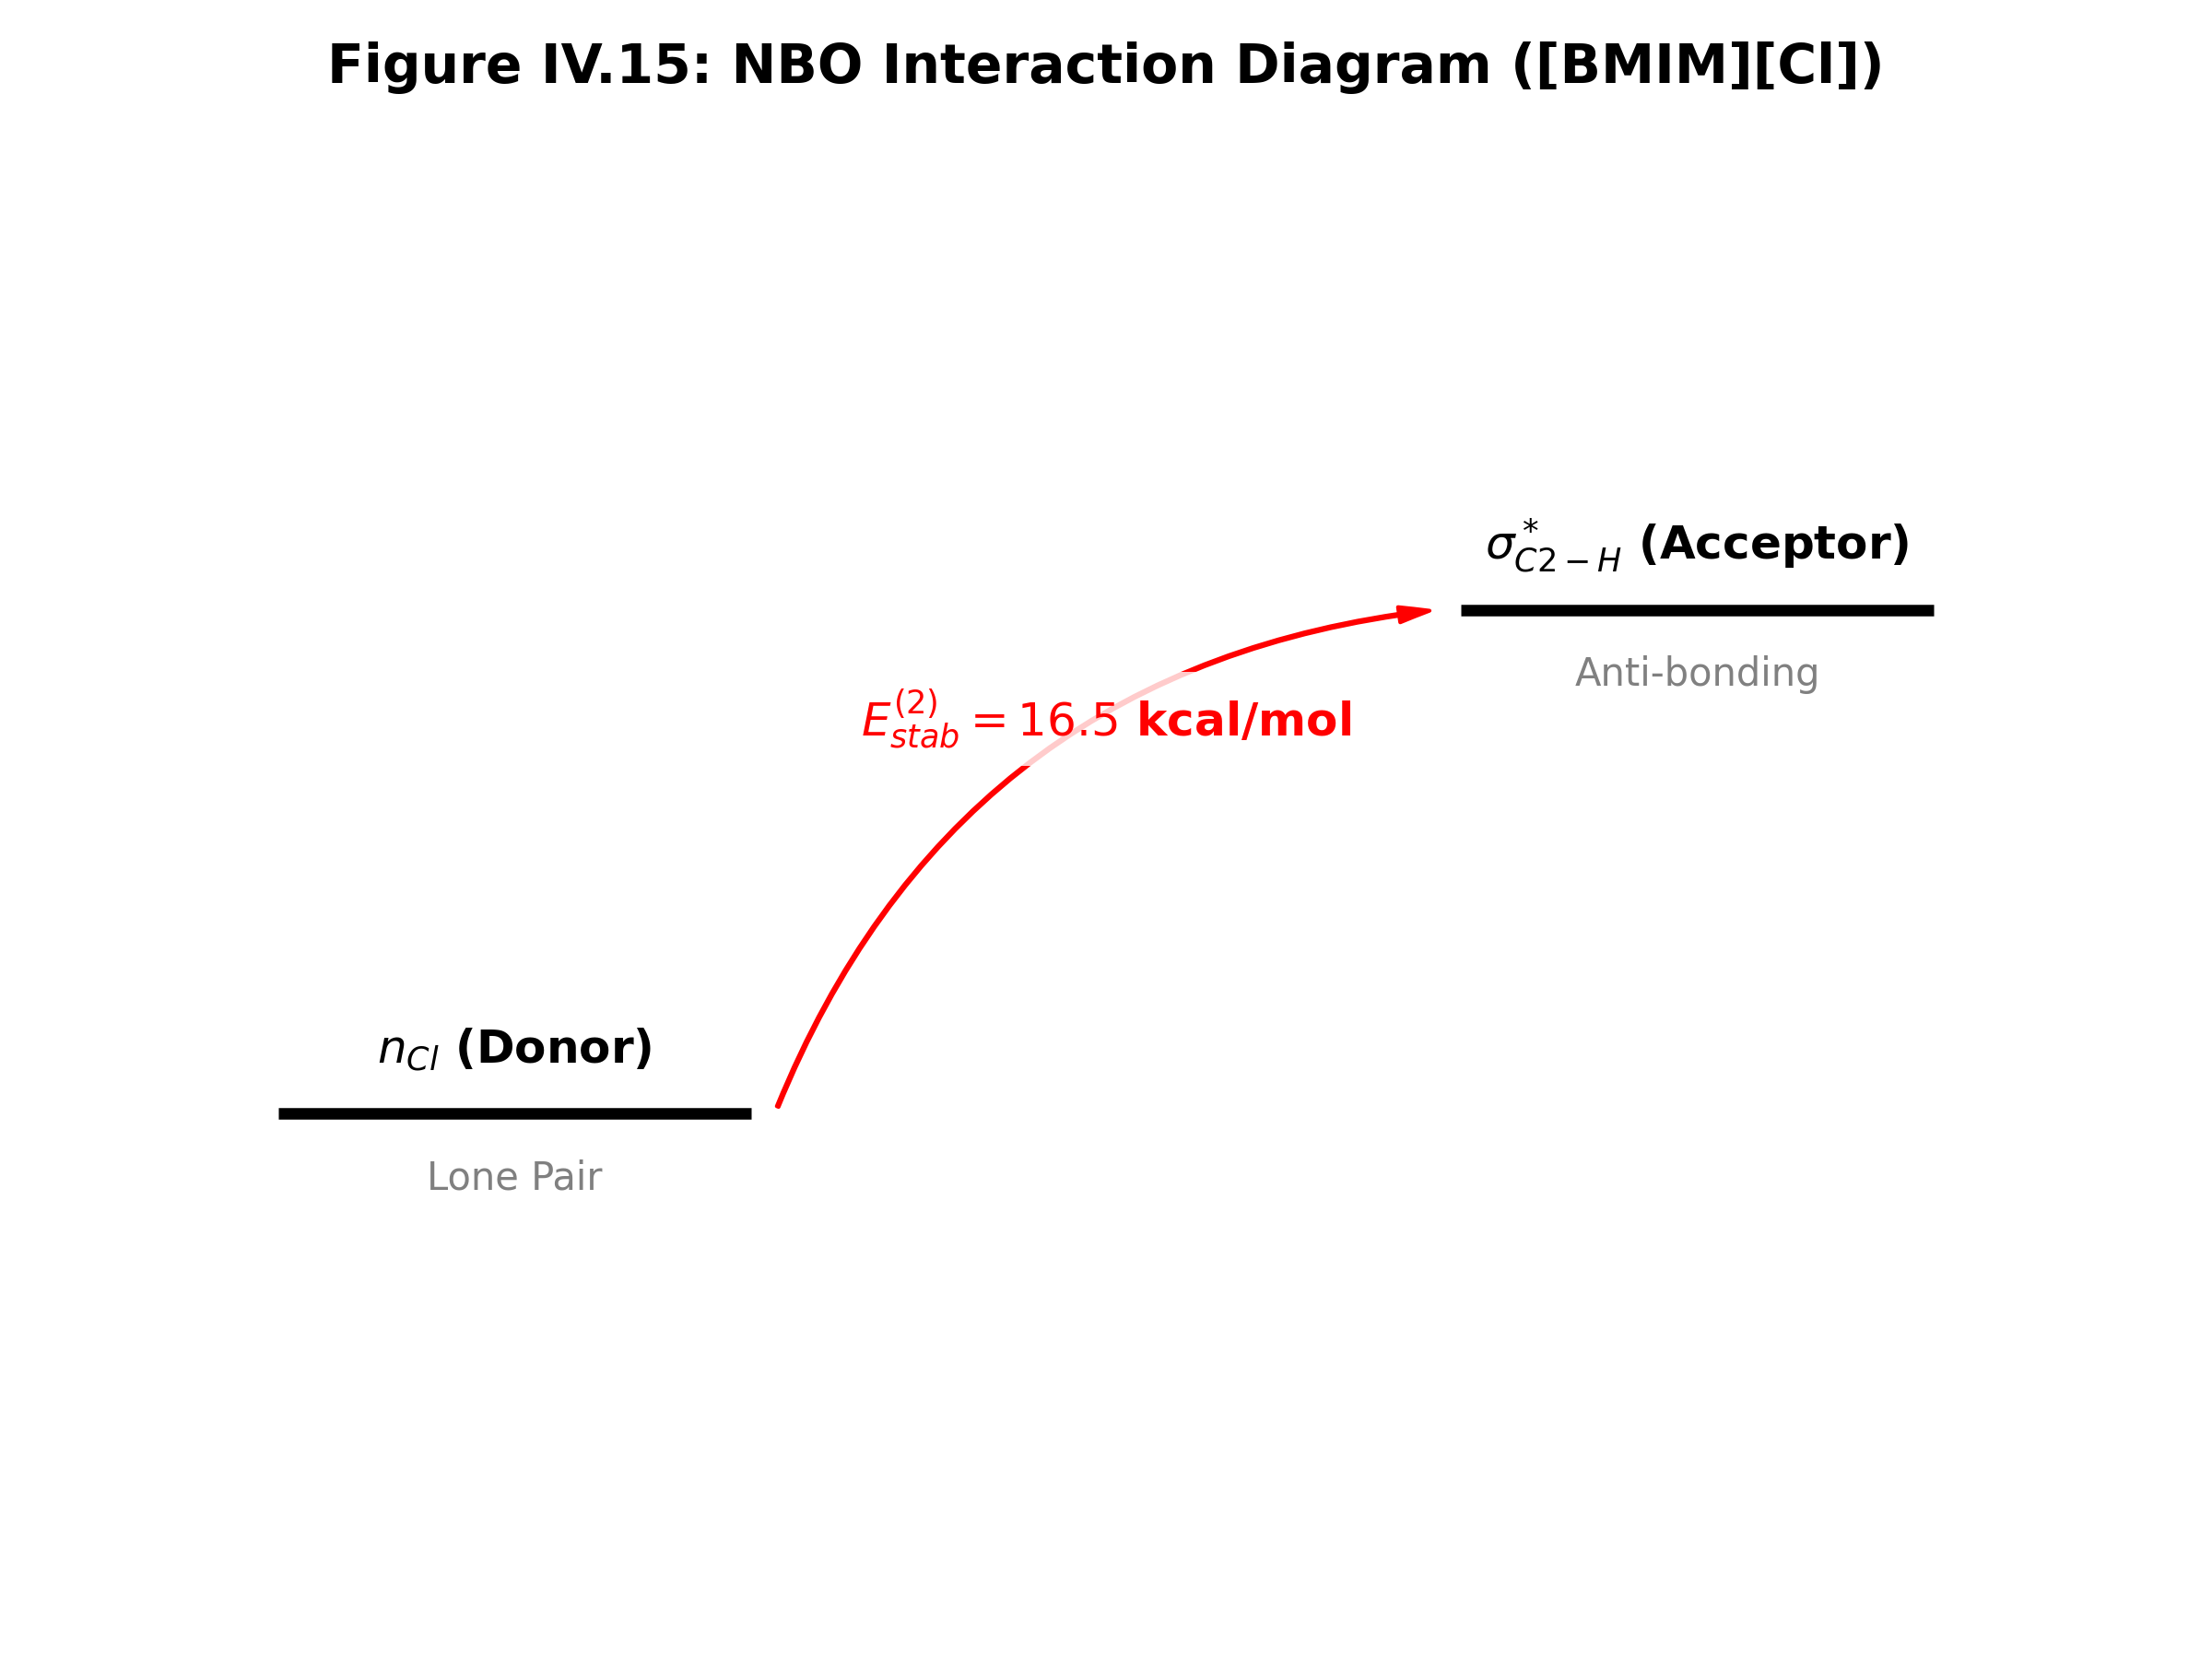 Figure IV.15: NBO Interaction Diagram ([BMIM][Cl])
σ*C2−H (Acceptor)
Anti-bonding
E(2)stab = 16.5 kcal/mol
nCl (Donor)
Lone Pair